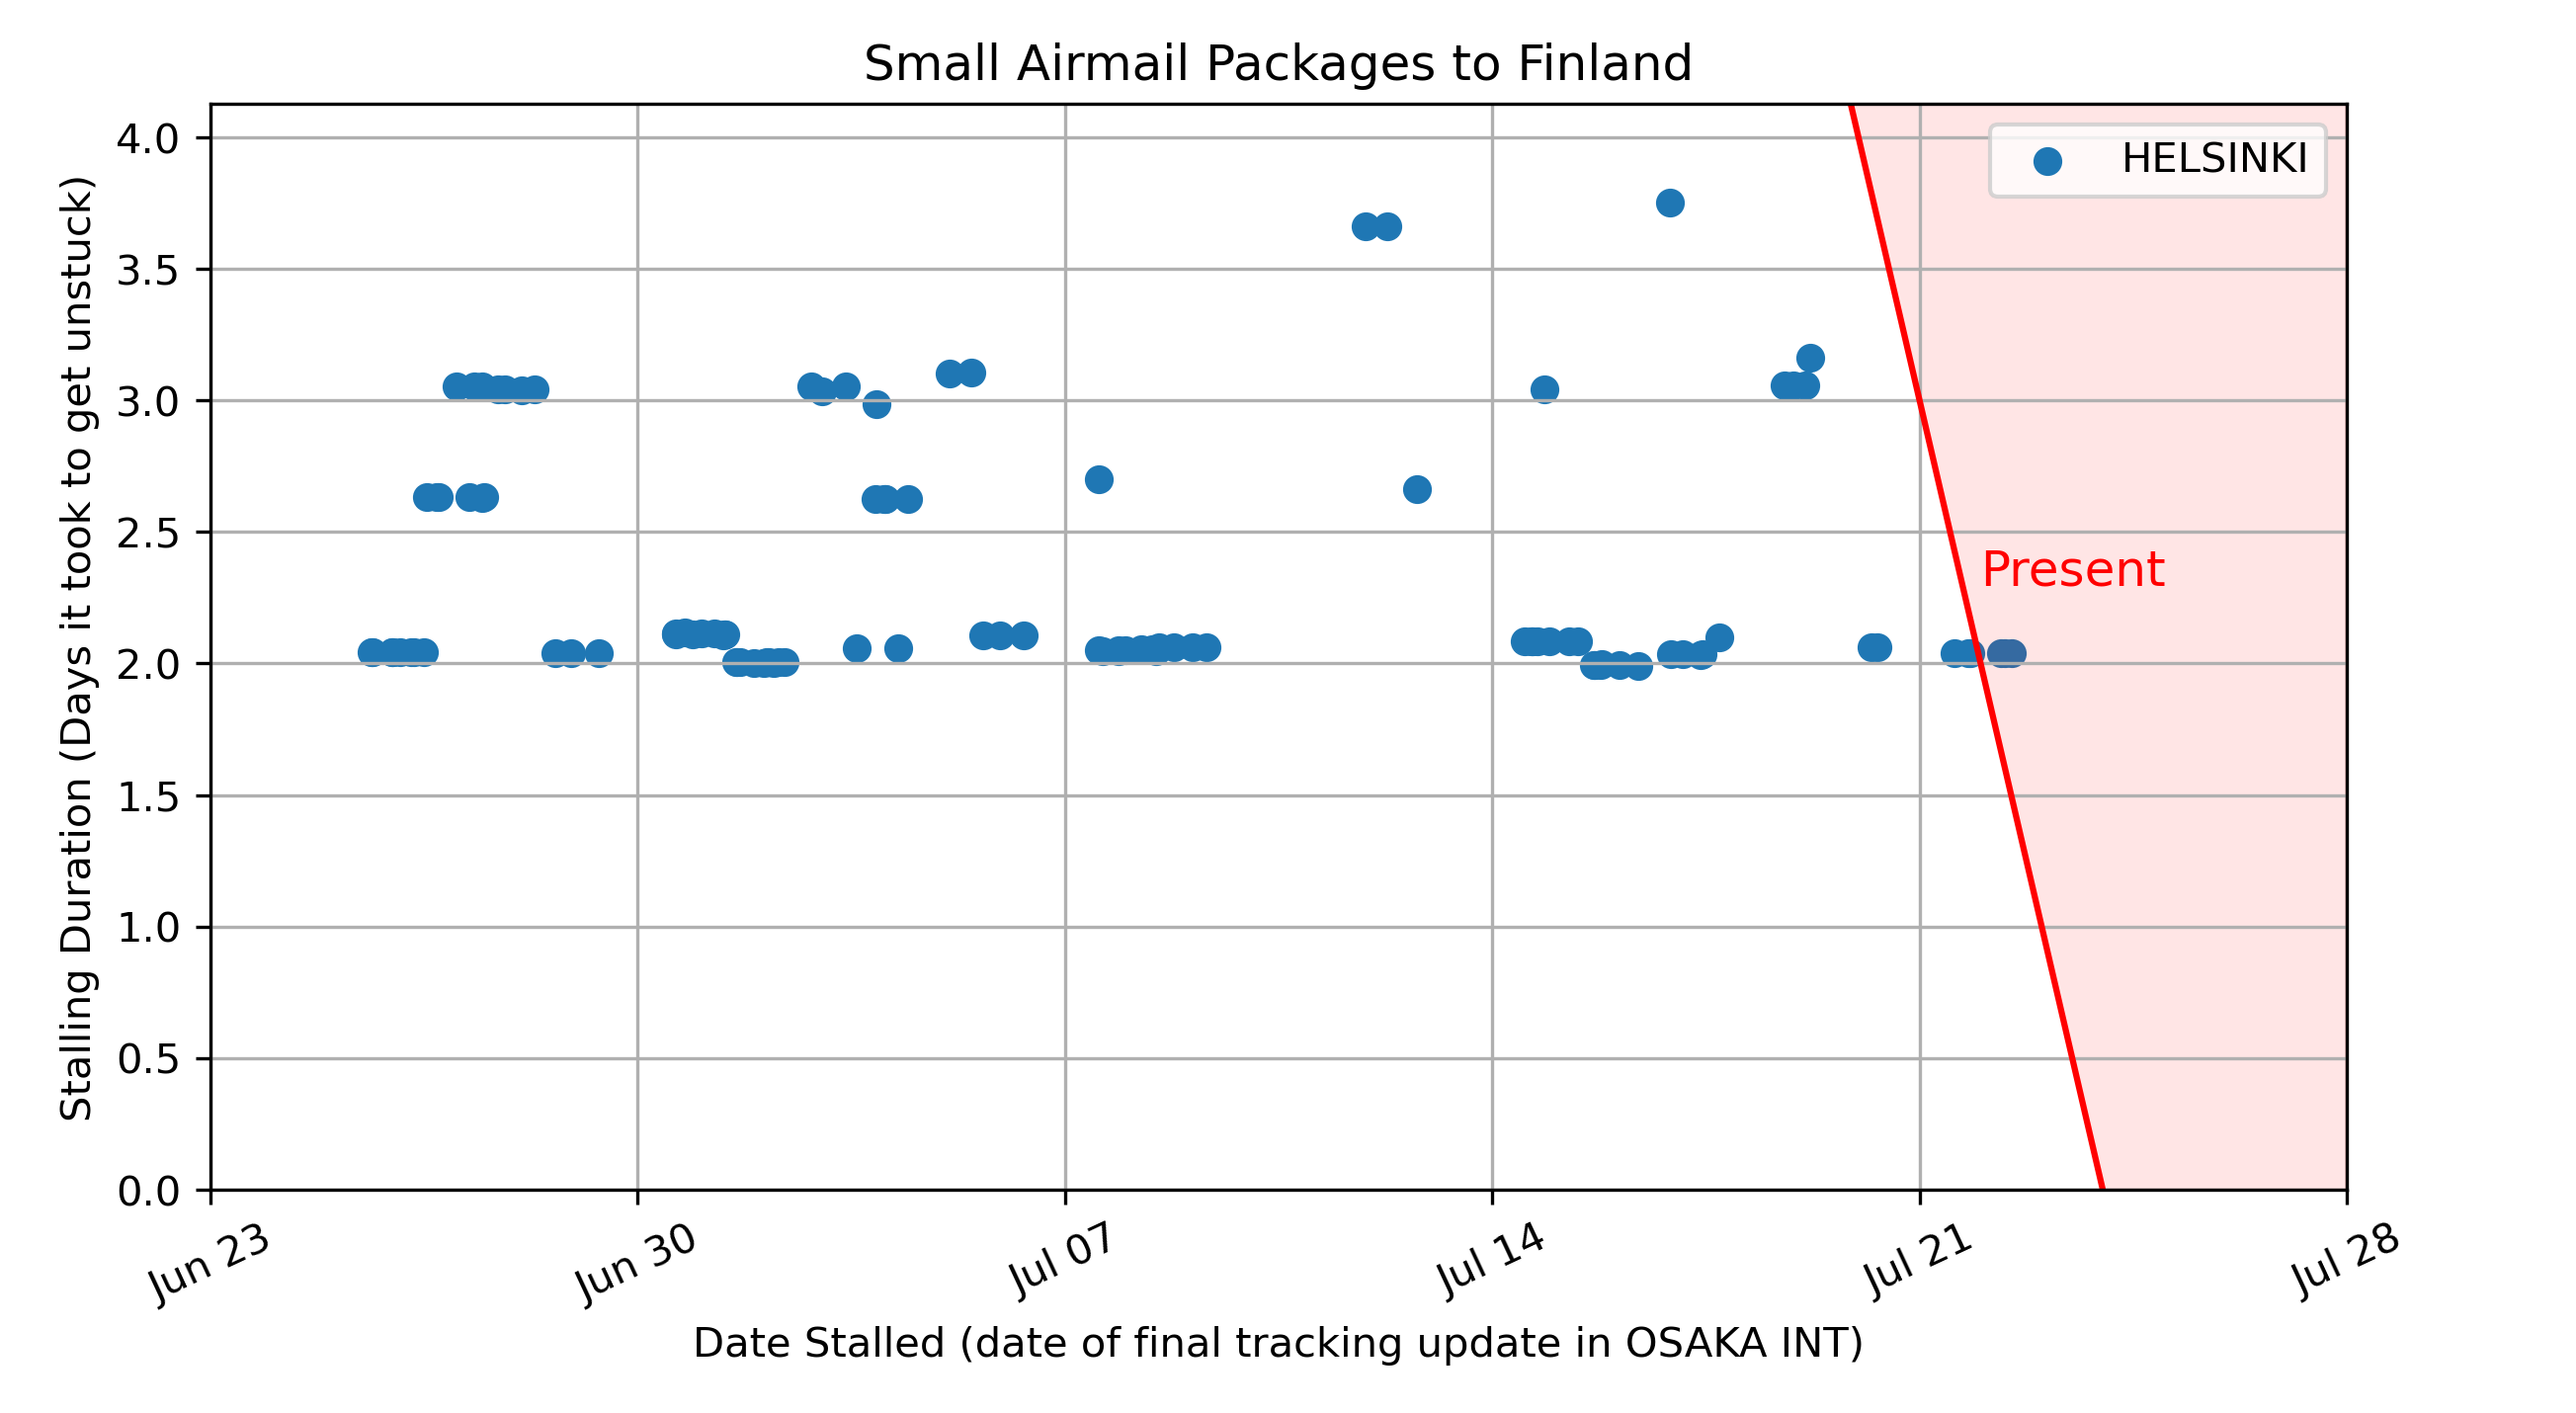 Small Airmail Packages to Finland
Stalling Duration (Days it took to get unstuck)
4.0
3.5
3.0
2.5
2.0
1.5
1.0
0.5
0.0
HELSINKI
Present
Jun 23
Jun 30
Jul 07
Jul 14
Jul 21
Jul 28
Date Stalled (date of final tracking update in OSAKA INT)